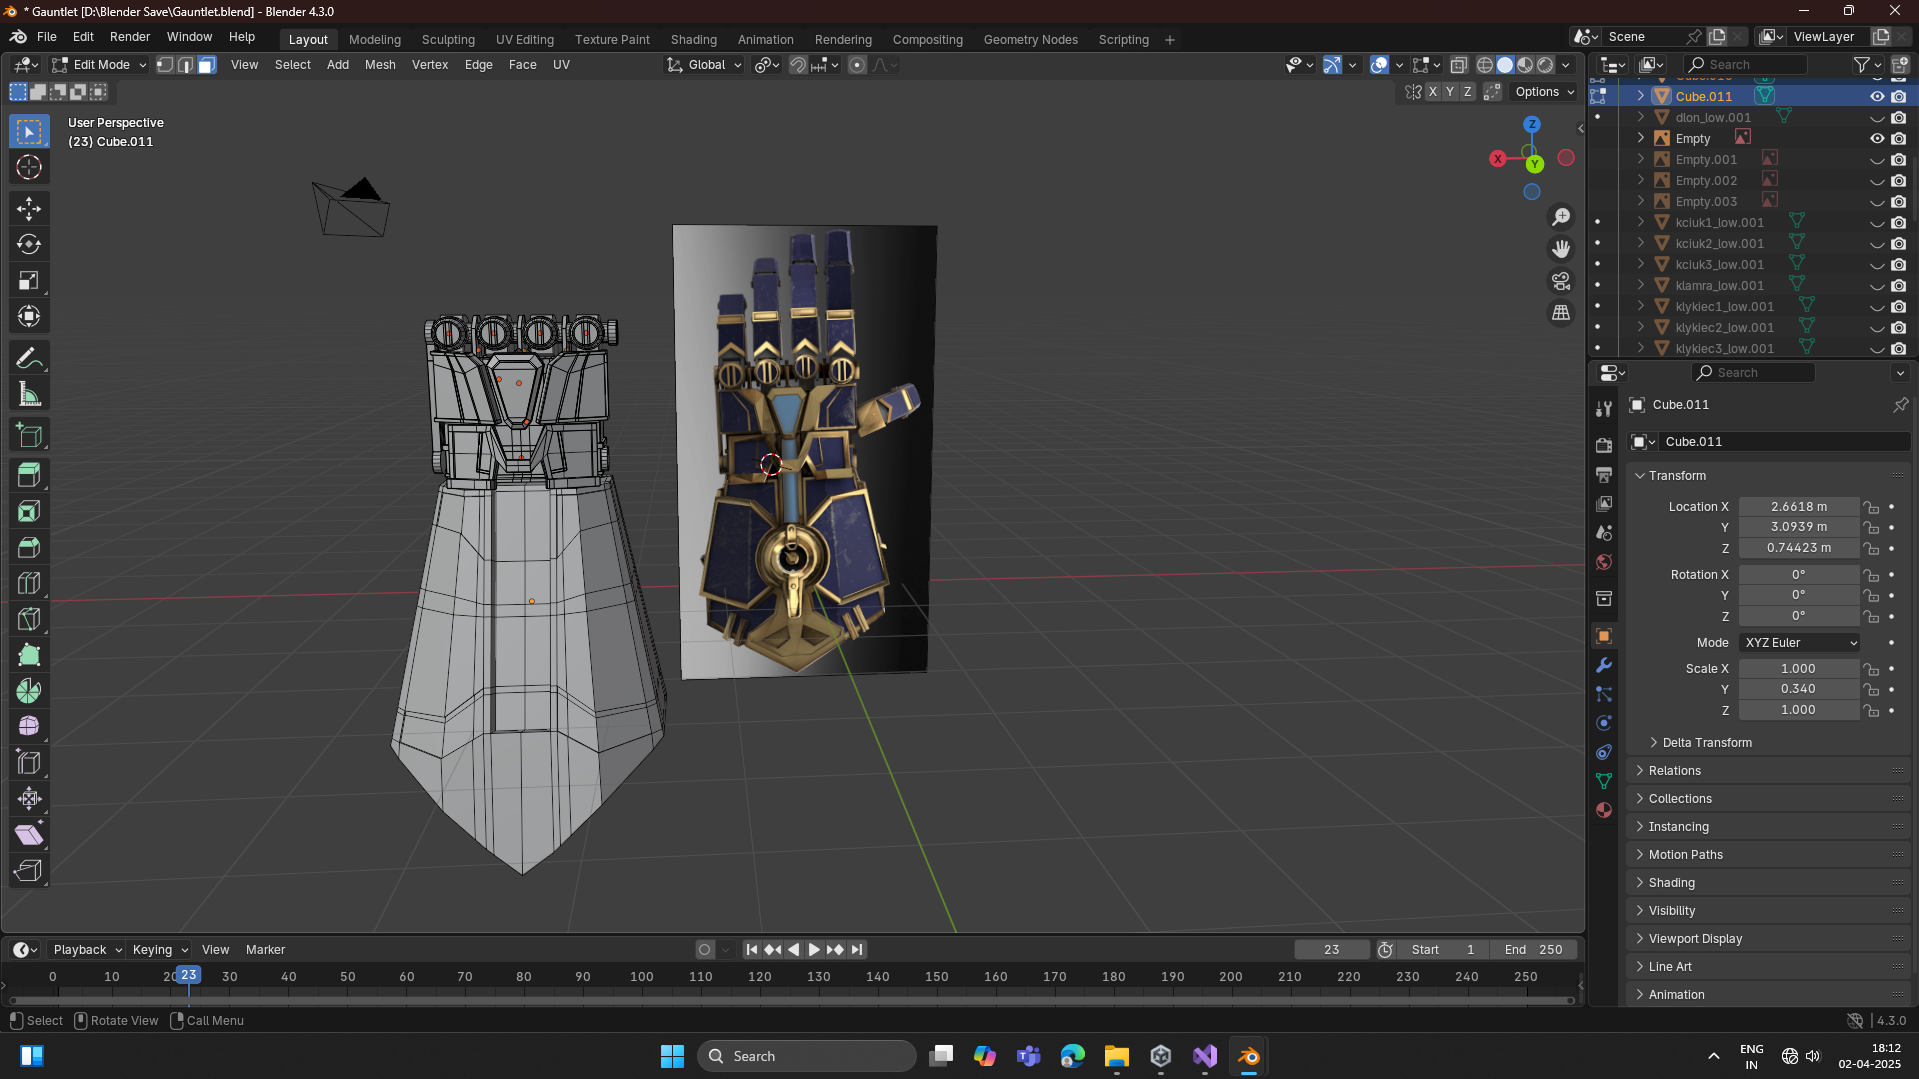 * Gauntlet [D:\Blender Save\Gauntlet.blend] - Blender 4.3.0
File Edit Render Window Help Layout Modeling Sculpting UV Editing Texture Paint Shading Animation Rendering Compositing Geometry Nodes Scripting + Scene ViewLayer
Edit Mode View Select Add Mesh Vertex Edge Face UV Global Search
X Y Z Options
User Perspective
(23) Cube.011
Z
X
Y
Cube.011
dlon_low.001
Empty
Empty.001
Empty.002
Empty.003
kciuk1_low.001
kciuk2_low.001
kciuk3_low.001
klamra_low.001
klykiec1_low.001
klykiec2_low.001
klykiec3_low.001
Search
Cube.011
Cube.011
Transform
Location X 2.6618 m
Y 3.0939 m
Z 0.74423 m
Rotation X 0°
Y 0°
Z 0°
Mode XYZ Euler
Scale X 1.000
Y 0.340
Z 1.000
Delta Transform
Relations
Collections
Instancing
Motion Paths
Shading
Visibility
Viewport Display
Line Art
Animation
Playback Keying View Marker 23 Start 1 End 250
0 10 20 23 30 40 50 60 70 80 90 100 110 120 130 140 150 160 170 180 190 200 210 220 230 240 250
Select Rotate View Call Menu 4.3.0
Search
ENG
IN
18:12
02-04-2025